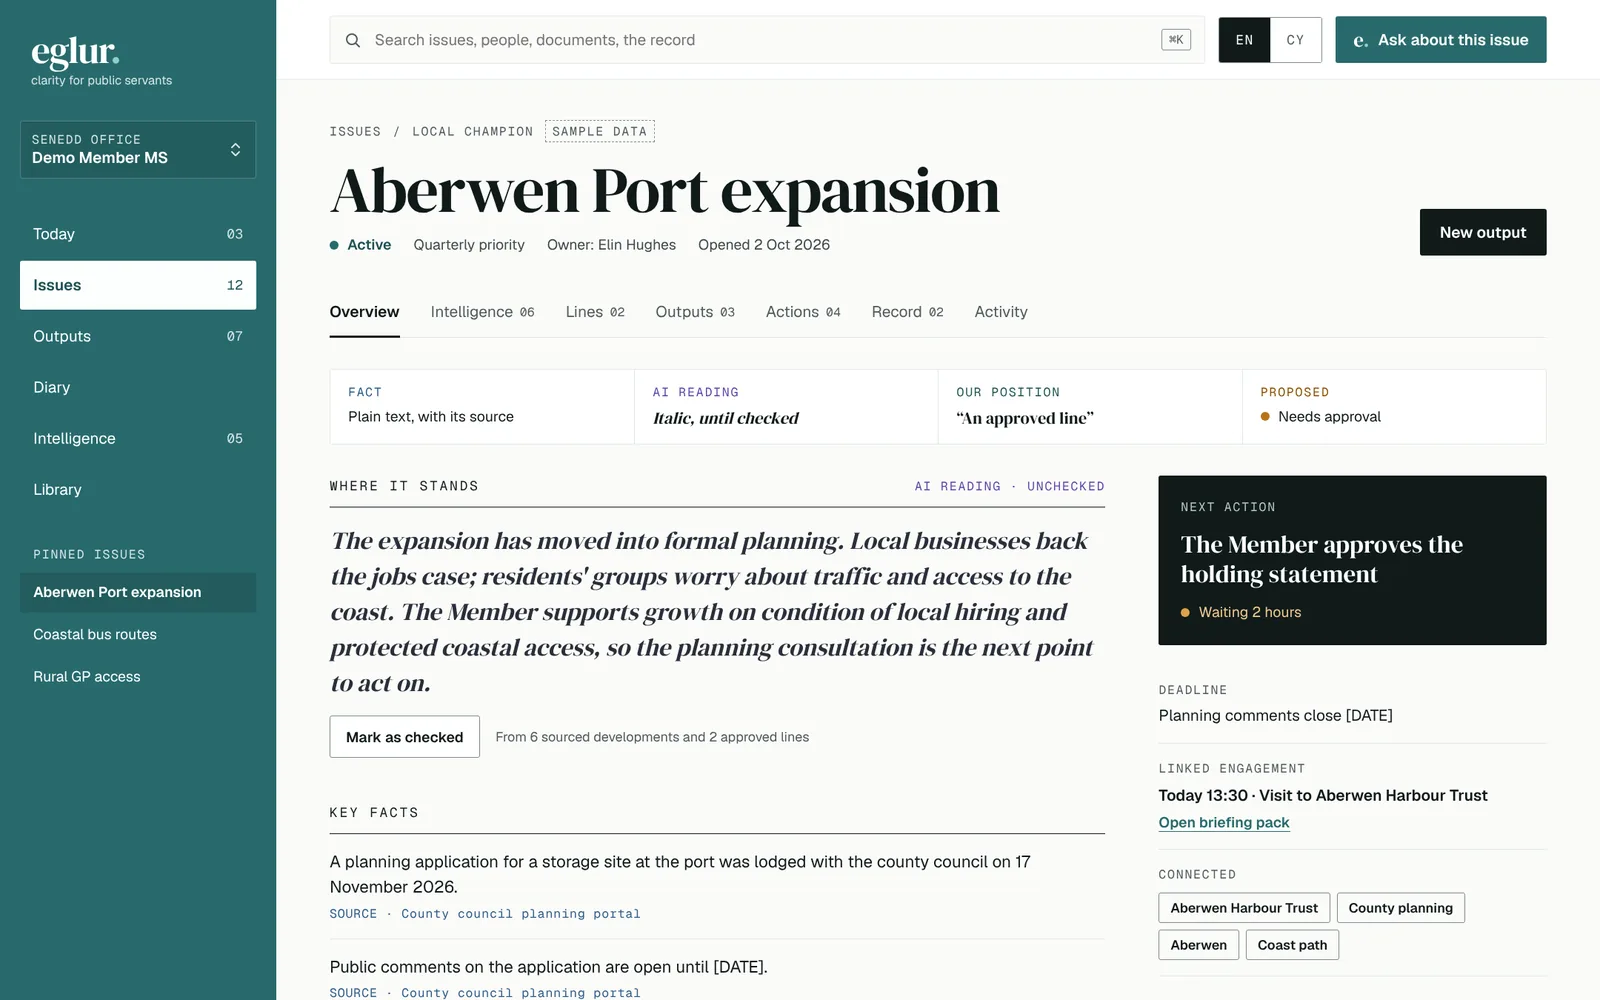 eglur.
clarity for public servants
SENEDD OFFICE
Demo Member MS
Today 03
Issues 12
Outputs 07
Diary
Intelligence 05
Library
PINNED ISSUES
Aberwen Port expansion
Coastal bus routes
Rural GP access
Search issues, people, documents, the record ⌘K
EN CY
e. Ask about this issue
ISSUES / LOCAL CHAMPION SAMPLE DATA
Aberwen Port expansion
Active Quarterly priority Owner: Elin Hughes Opened 2 Oct 2026
New output
Overview Intelligence 06 Lines 02 Outputs 03 Actions 04 Record 02 Activity
FACT
Plain text, with its source
AI READING
Italic, until checked
OUR POSITION
“An approved line”
PROPOSED
Needs approval
WHERE IT STANDS AI READING · UNCHECKED
The expansion has moved into formal planning. Local businesses back
the jobs case; residents' groups worry about traffic and access to the
coast. The Member supports growth on condition of local hiring and
protected coastal access, so the planning consultation is the next point
to act on.
Mark as checked From 6 sourced developments and 2 approved lines
KEY FACTS
A planning application for a storage site at the port was lodged with the county council on 17
November 2026.
SOURCE · County council planning portal
Public comments on the application are open until [DATE].
SOURCE · County council planning portal
NEXT ACTION
The Member approves the
holding statement
Waiting 2 hours
DEADLINE
Planning comments close [DATE]
LINKED ENGAGEMENT
Today 13:30 · Visit to Aberwen Harbour Trust
Open briefing pack
CONNECTED
Aberwen Harbour Trust County planning
Aberwen Coast path